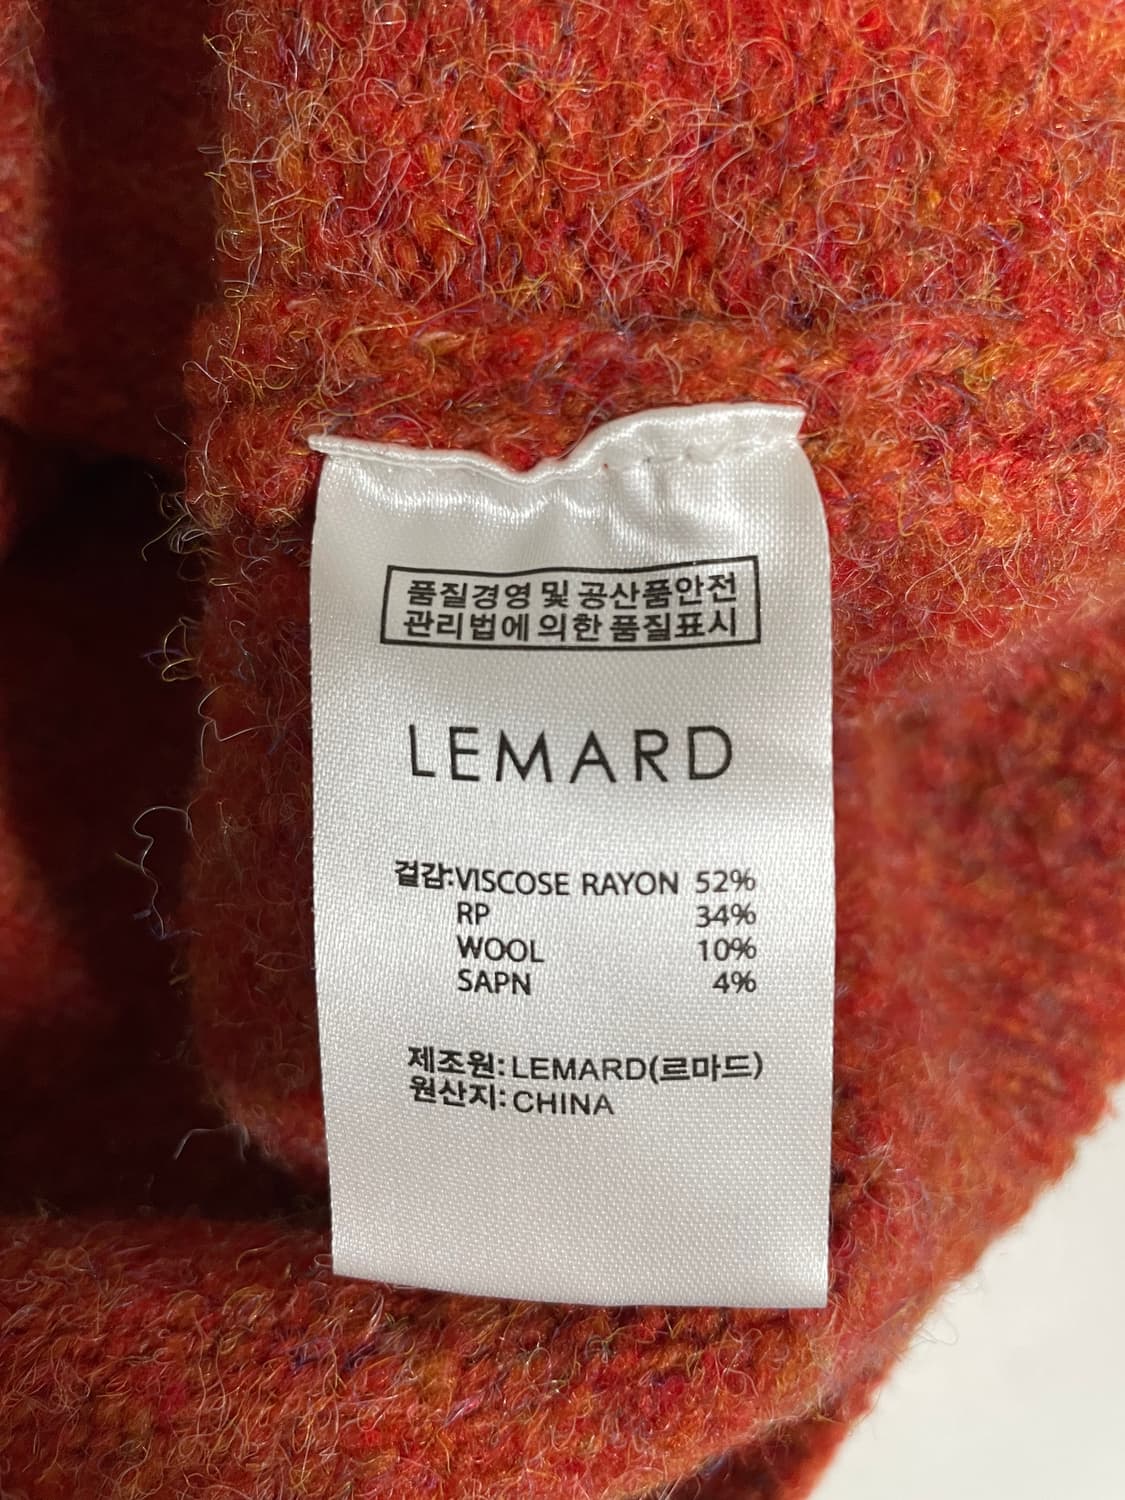 품질경영 및 공산품안전
관리법에 의한 품질표시
LEMARD
겉감:VISCOSE RAYON 52%
RP 34%
WOOL 10%
SAPN 4%
제조원:LEMARD(르마드)
원산지:CHINA